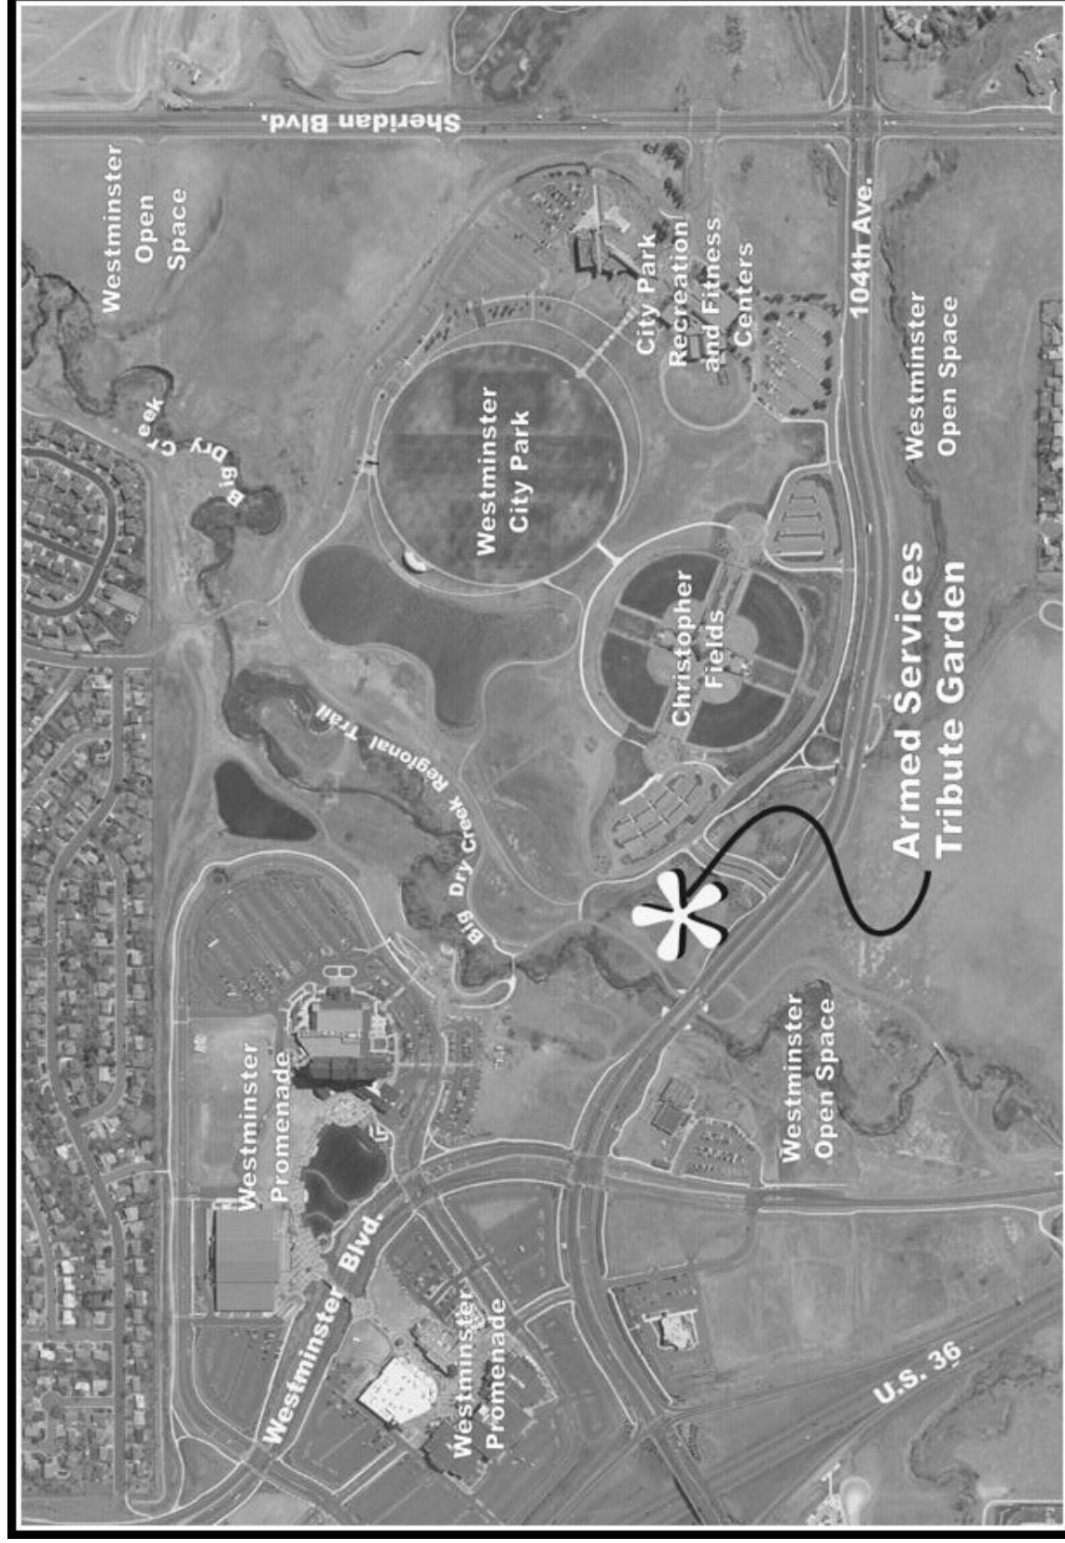 Westminster
Open
Space
Big Dry Creek
Westminster
Promenade
Sheridan Blvd.
Westminster Blvd.
Big Dry Creek Regional Trail
Westminster
Promenade
Westminster
City Park
City Park
Recreation
and Fitness
Centers
Christopher
Fields
Westminster
Open Space
104th Ave.
Armed Services
Tribute Garden
Westminster
Open Space
U.S. 36